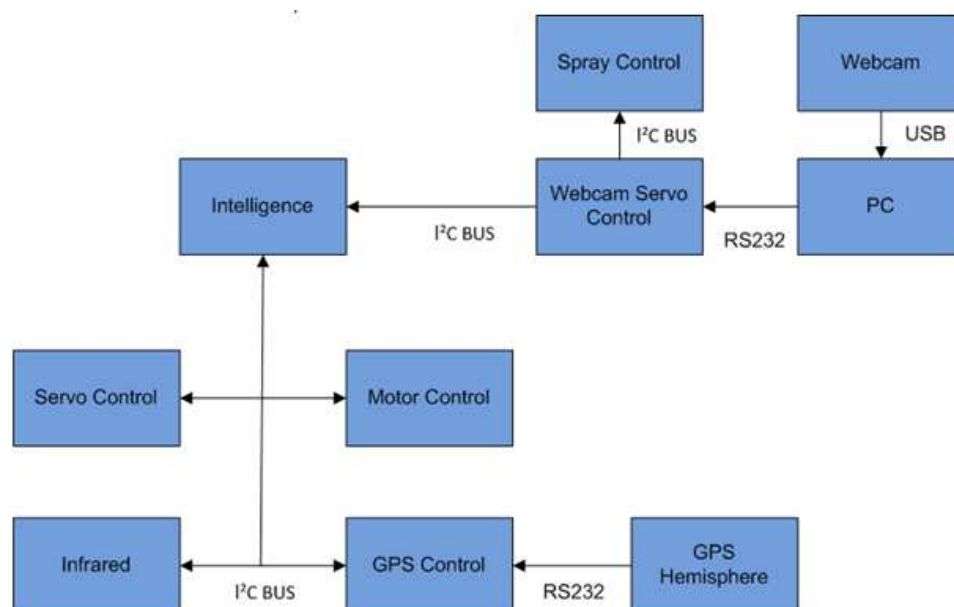 Spray Control
Webcam
I²C BUS
USB
Intelligence
Webcam Servo
Control
PC
I²C BUS
RS232
Servo Control
Motor Control
Infrared
GPS Control
GPS
Hemisphere
I²C BUS
RS232